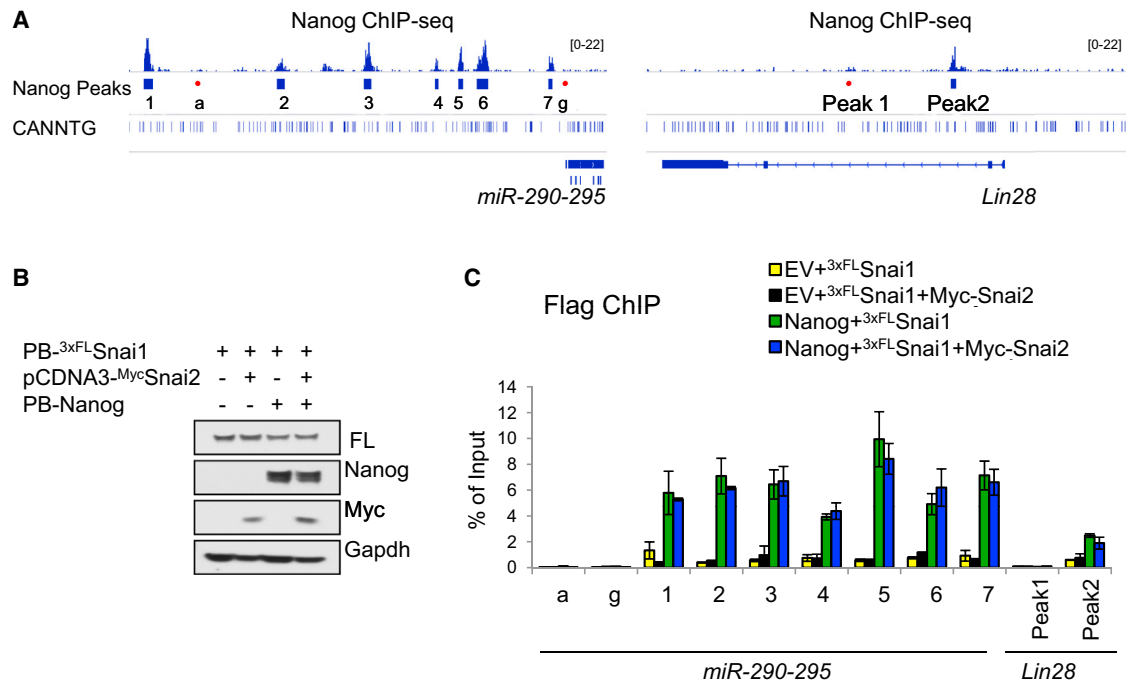 A
Nanog ChIP-seq
Nanog ChIP-seq
[0-22]
[0-22]
Nanog Peaks
1 a 2 3 4 5 6 7 g
Peak 1 Peak2
CANNTG
miR-290-295
Lin28
B
PB-3xFLSnai1 + + + +
pCDNA3-MycSnai2 - + - +
PB-Nanog - - + +
FL
Nanog
Myc
Gapdh
C
Flag ChIP
EV+3xFLSnai1
EV+3xFLSnai1+Myc-Snai2
Nanog+3xFLSnai1
Nanog+3xFLSnai1+Myc-Snai2
% of Input
14
12
10
8
6
4
2
0
a g 1 2 3 4 5 6 7 Peak1 Peak2
miR-290-295 Lin28